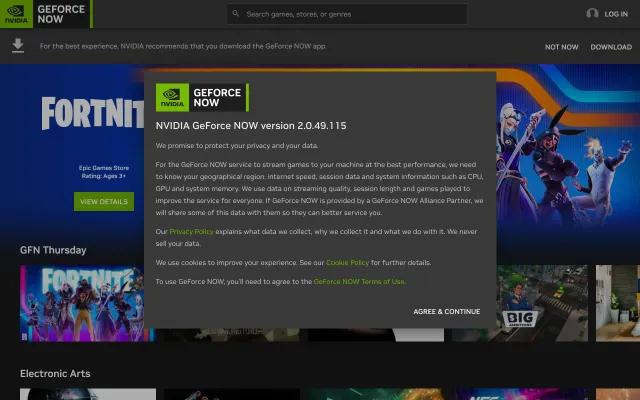 NVIDIA
GEFORCE
NOW
Search games, stores, or genres
LOG IN
For the best experience, NVIDIA recommends that you download the GeForce NOW app.
NOT NOW
DOWNLOAD
FORTNIT
Epic Games Store
Rating: Ages 3+
VIEW DETAILS
NVIDIA
GEFORCE
NOW
NVIDIA GeForce NOW version 2.0.49.115
We promise to protect your privacy and your data.
For the GeForce NOW service to stream games to your machine at the best performance, we need
to know your geographical region, internet speed, session data and system information such as CPU,
GPU and system memory. We use data on streaming quality, session length and games played to
improve the service for everyone. If GeForce NOW is provided by a GeForce NOW Alliance Partner, we
will share some of this data with them so they can better service you.
Our Privacy Policy explains what data we collect, why we collect it and what we do with it. We never
sell your data.
We use cookies to improve your experience. See our Cookie Policy for further details.
To use GeForce NOW, you'll need to agree to the GeForce NOW Terms of Use.
AGREE & CONTINUE
GFN Thursday
FORTNITE
BIG
AMBITIONS
Electronic Arts